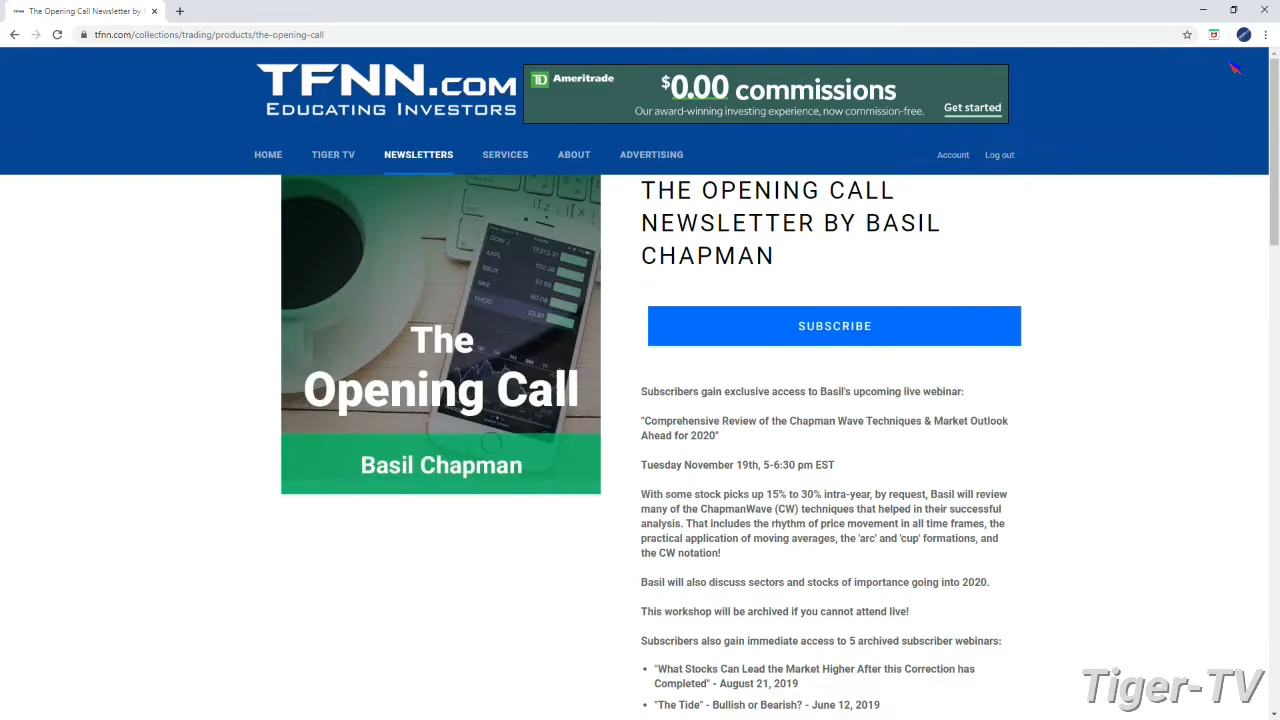 The Opening Call Newsletter by
tfnn.com/collections/trading/products/the-opening-call
TFNN.COM
EDUCATING INVESTORS
TD Ameritrade
$0.00 commissions
Our award-winning investing experience, now commission-free.
Get started
HOME TIGER TV NEWSLETTERS SERVICES ABOUT ADVERTISING Account Log out
THE OPENING CALL
NEWSLETTER BY BASIL
CHAPMAN
DOW J 17,213.31
AAPL
SBUX
NKE
YHOO
The
Opening Call
Basil Chapman
SUBSCRIBE
Subscribers gain exclusive access to Basil's upcoming live webinar:
"Comprehensive Review of the Chapman Wave Techniques & Market Outlook
Ahead for 2020"
Tuesday November 19th, 5-6:30 pm EST
With some stock picks up 15% to 30% intra-year, by request, Basil will review
many of the ChapmanWave (CW) techniques that helped in their successful
analysis. That includes the rhythm of price movement in all time frames, the
practical application of moving averages, the 'arc' and 'cup' formations, and
the CW notation!
Basil will also discuss sectors and stocks of importance going into 2020.
This workshop will be archived if you cannot attend live!
Subscribers also gain immediate access to 5 archived subscriber webinars:
• "What Stocks Can Lead the Market Higher After this Correction has
Completed" - August 21, 2019
• "The Tide" - Bullish or Bearish? - June 12, 2019
Tiger-TV